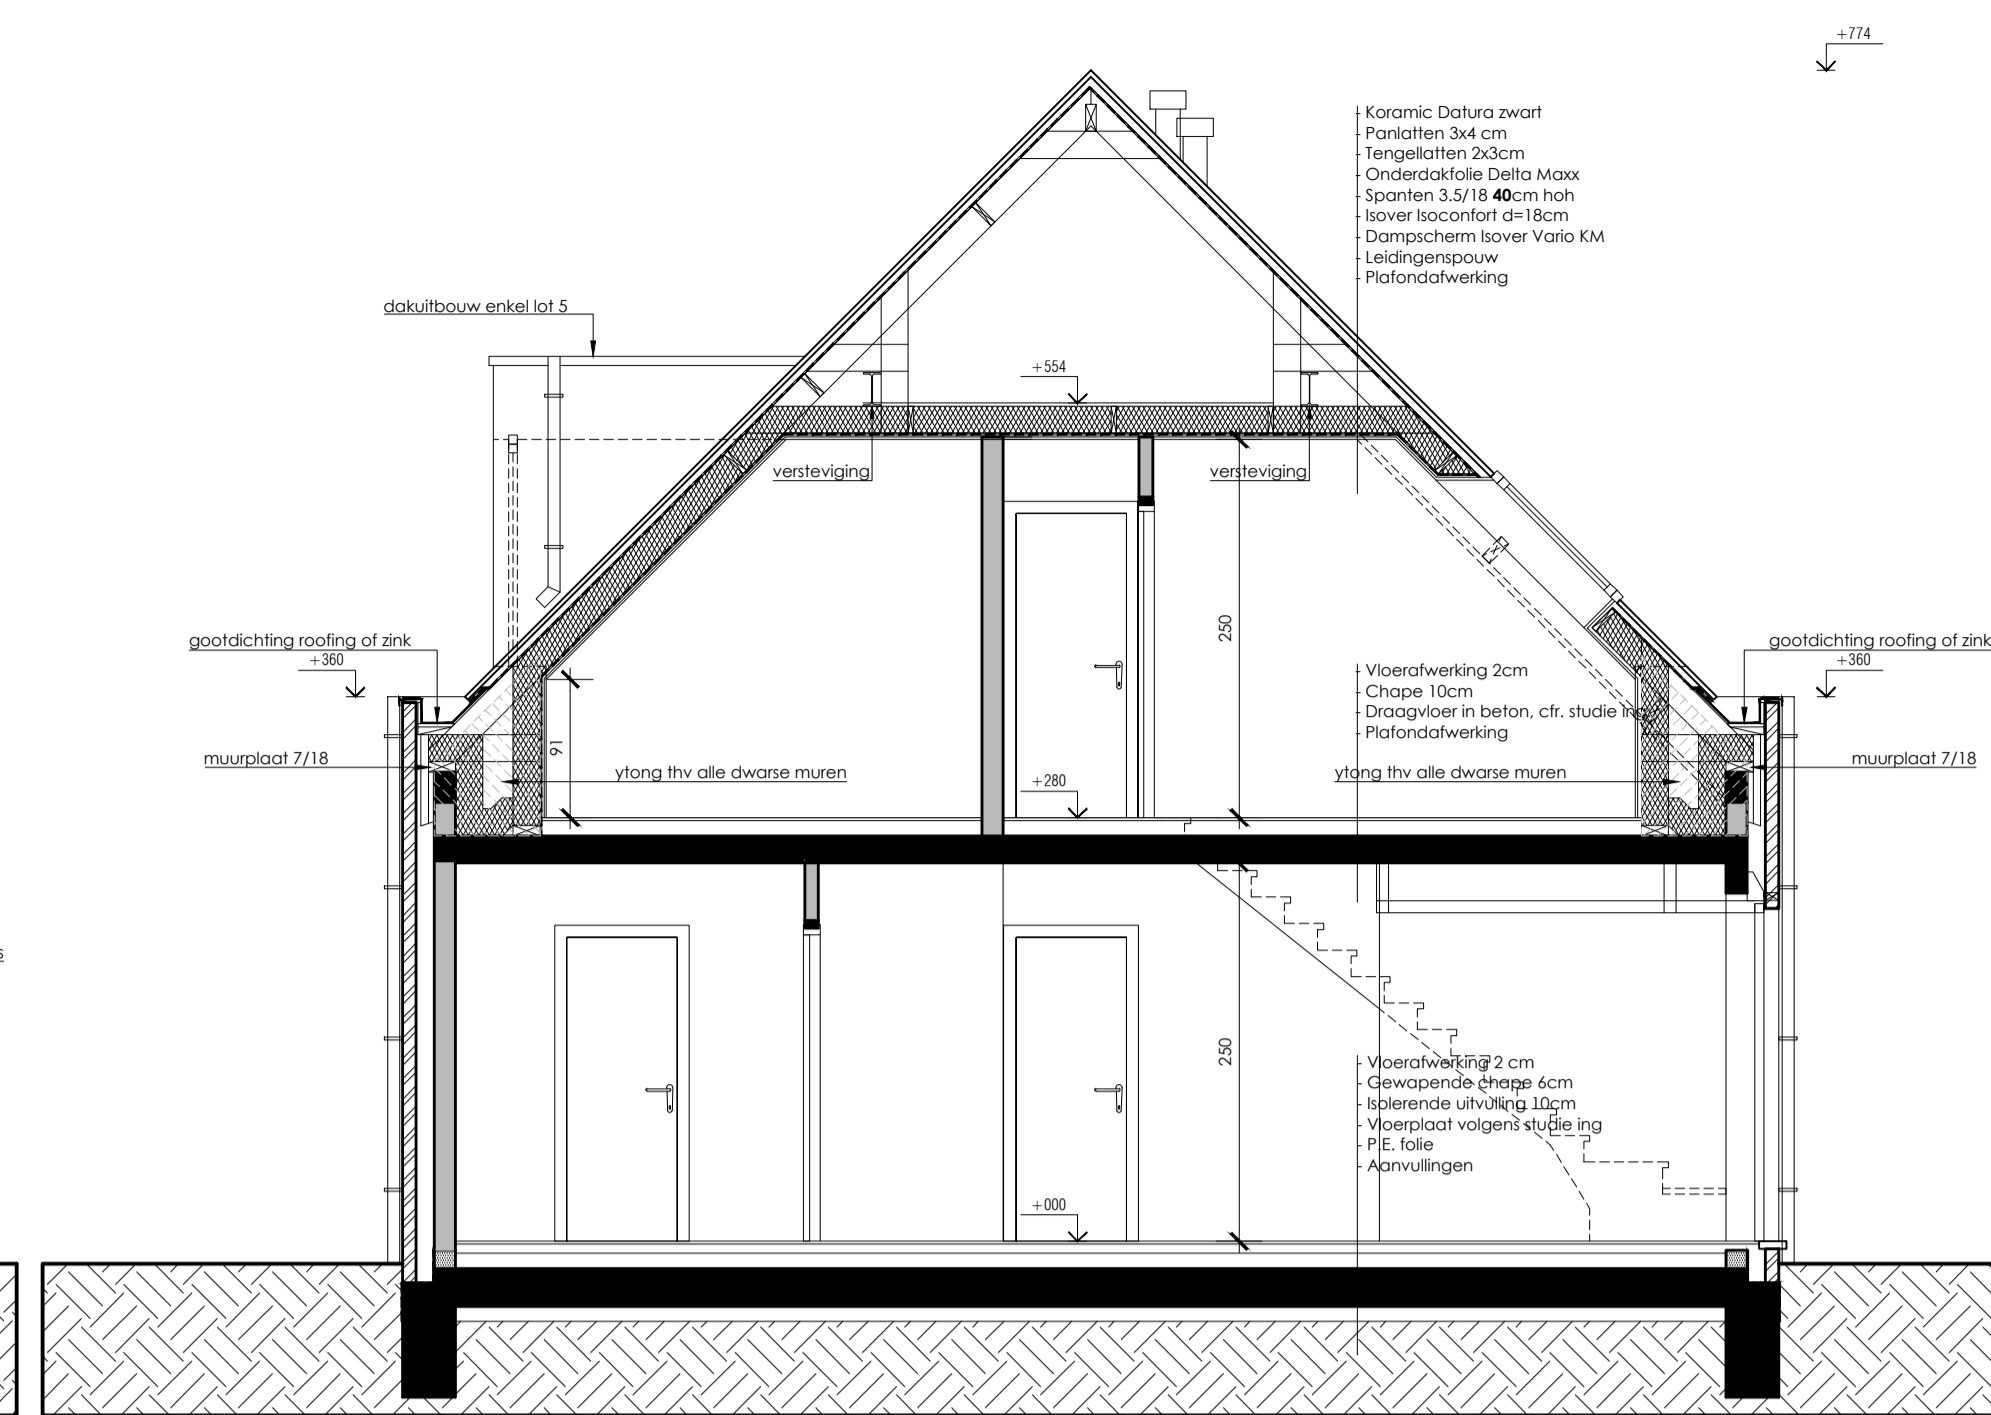 +774
Koramic Datura zwart
Panlatten 3x4 cm
Tengellatten 2x3cm
Onderdakfolie Delta Maxx
Spanten 3.5/18 40cm hoh
Isover Isoconfort d=18cm
Dampscherm Isover Vario KM
Leidingenspouw
Plafondafwerking
dakuitbouw enkel lot 5
+554
versteviging
versteviging
gootdichting roofing of zink
+360
250
gootdichting roofing of zink
+360
Vloerafwerking 2cm
Chape 10cm
Draagvloer in beton, cfr. studie ing
Plafondafwerking
91
muurplaat 7/18
ytong thv alle dwarse muren
+280
ytong thv alle dwarse muren
muurplaat 7/18
s
250
Vloerafwerking 2 cm
Gewapende chape 6cm
Isolerende uitvulling 10cm
Vloerplaat volgens studie ing
P.E. folie
Aanvullingen
+000